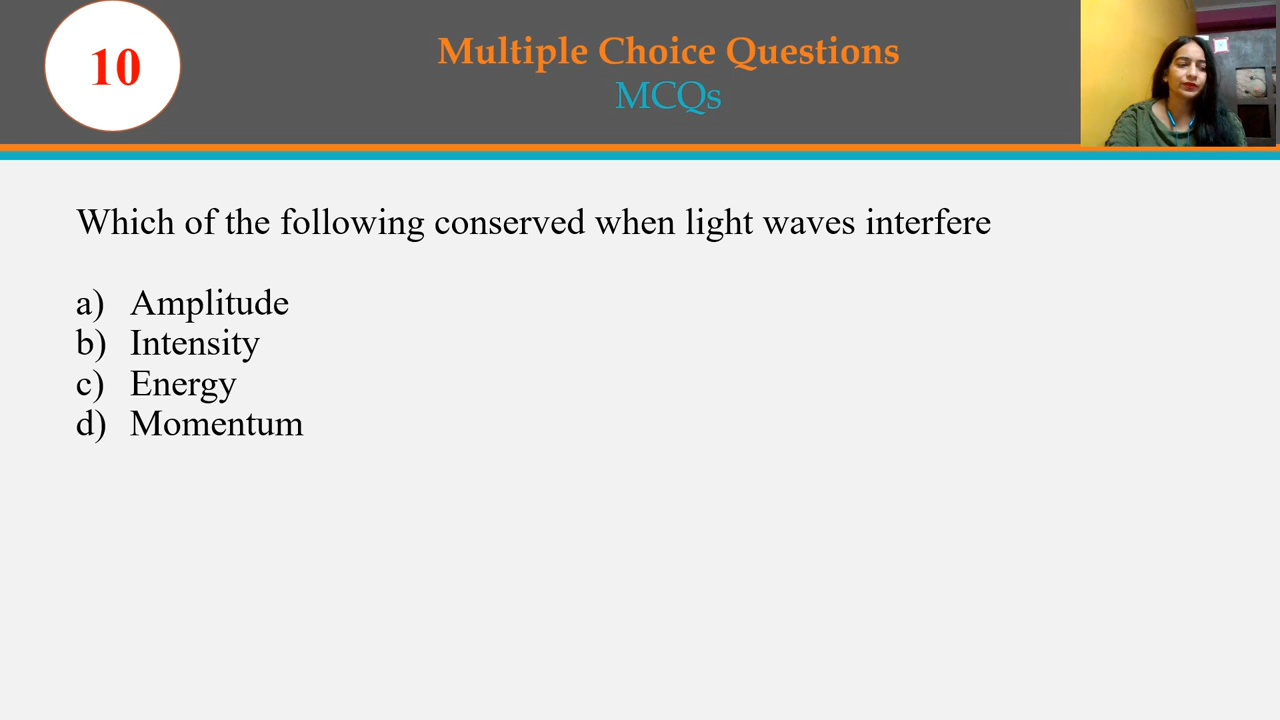 10
Multiple Choice Questions
MCQs
Which of the following conserved when light waves interfere
a) Amplitude
b) Intensity
c) Energy
d) Momentum